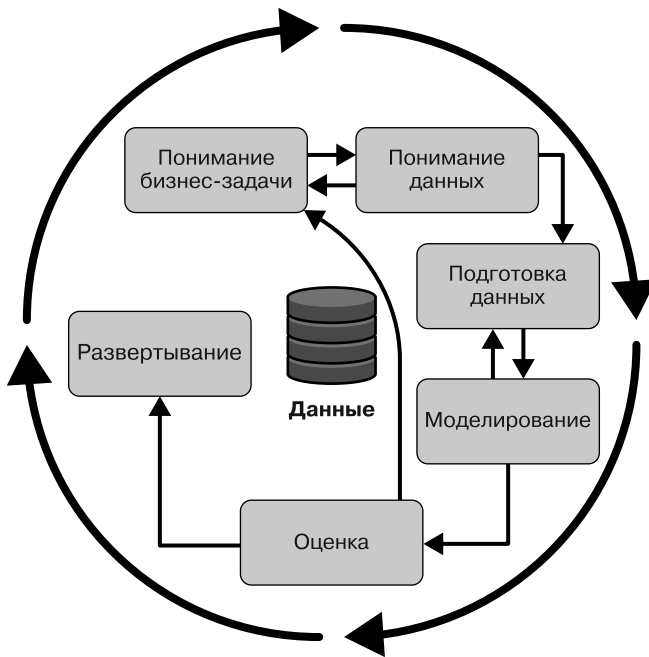 Понимание
бизнес-задачи
Понимание
данных
Подготовка
данных
Развертывание
Данные
Моделирование
Оценка